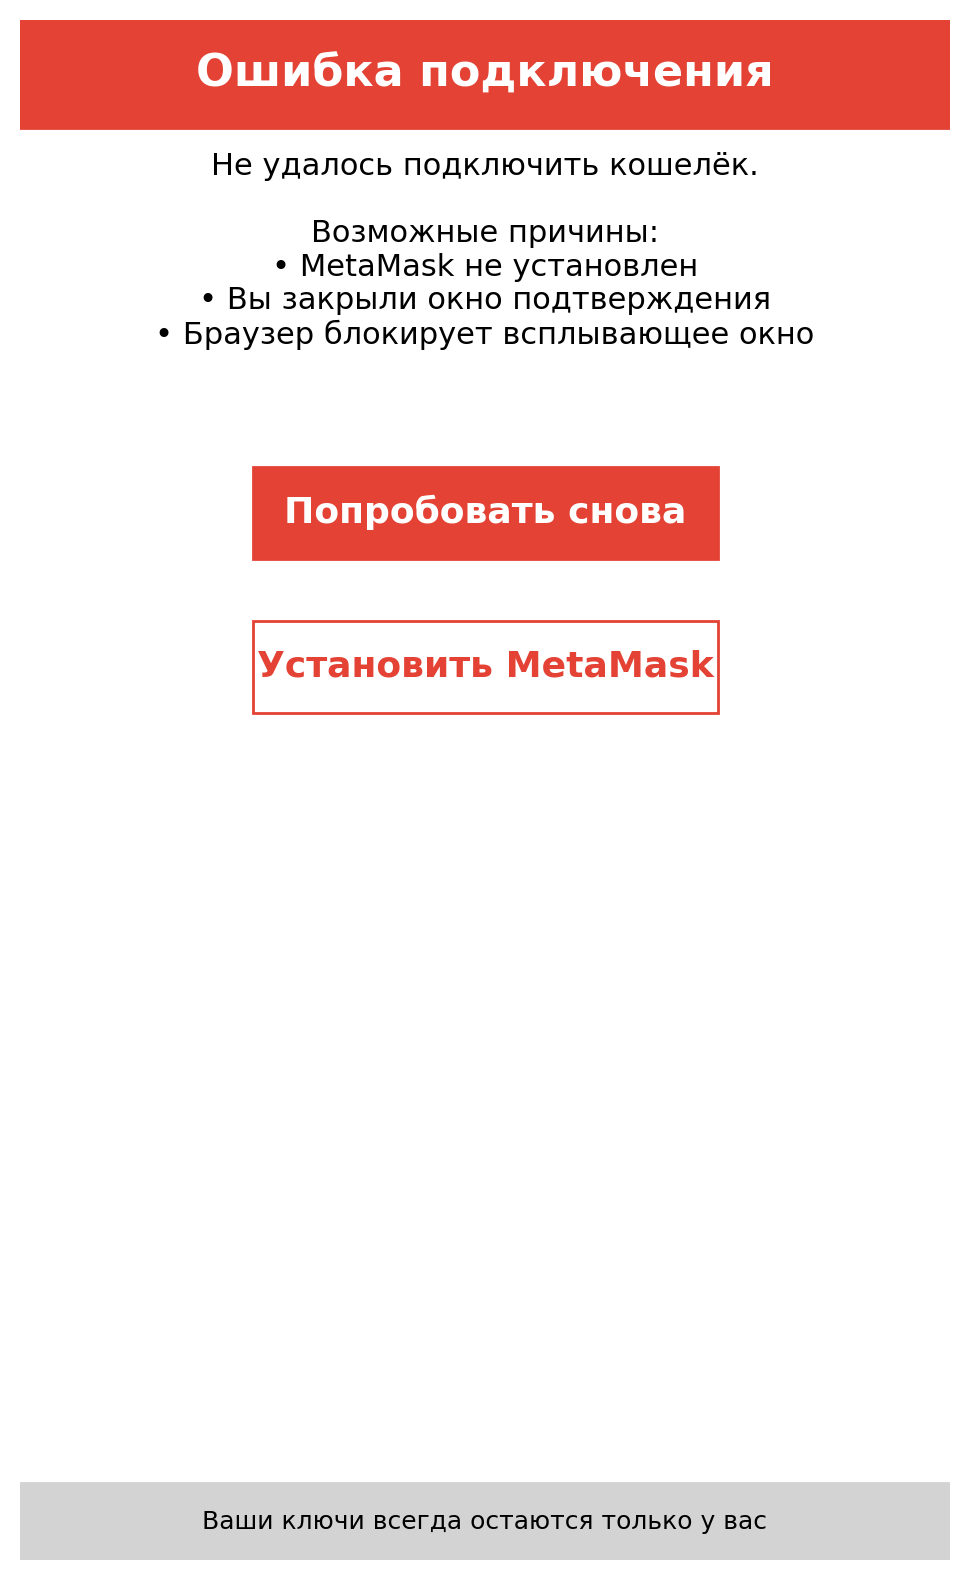 Ошибка подключения
Не удалось подключить кошелёк.
Возможные причины:
• MetaMask не установлен
• Вы закрыли окно подтверждения
• Браузер блокирует всплывающее окно
Попробовать снова
Установить MetaMask
Ваши ключи всегда остаются только у вас